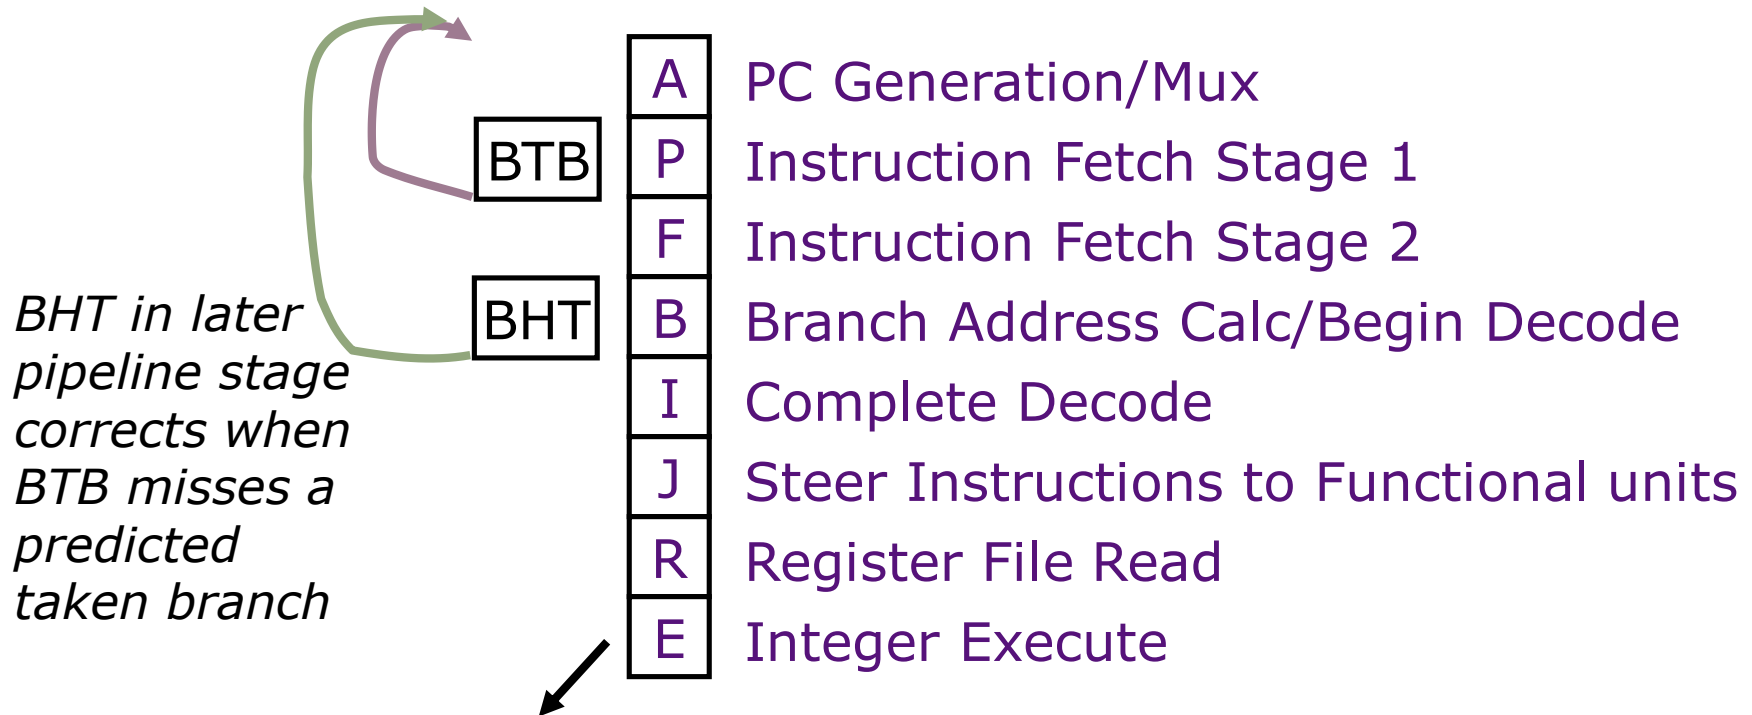 A PC Generation/Mux
BTB P Instruction Fetch Stage 1
F Instruction Fetch Stage 2
BHT B Branch Address Calc/Begin Decode
I Complete Decode
J Steer Instructions to Functional units
R Register File Read
E Integer Execute
BHT in later
pipeline stage
corrects when
BTB misses a
predicted
taken branch